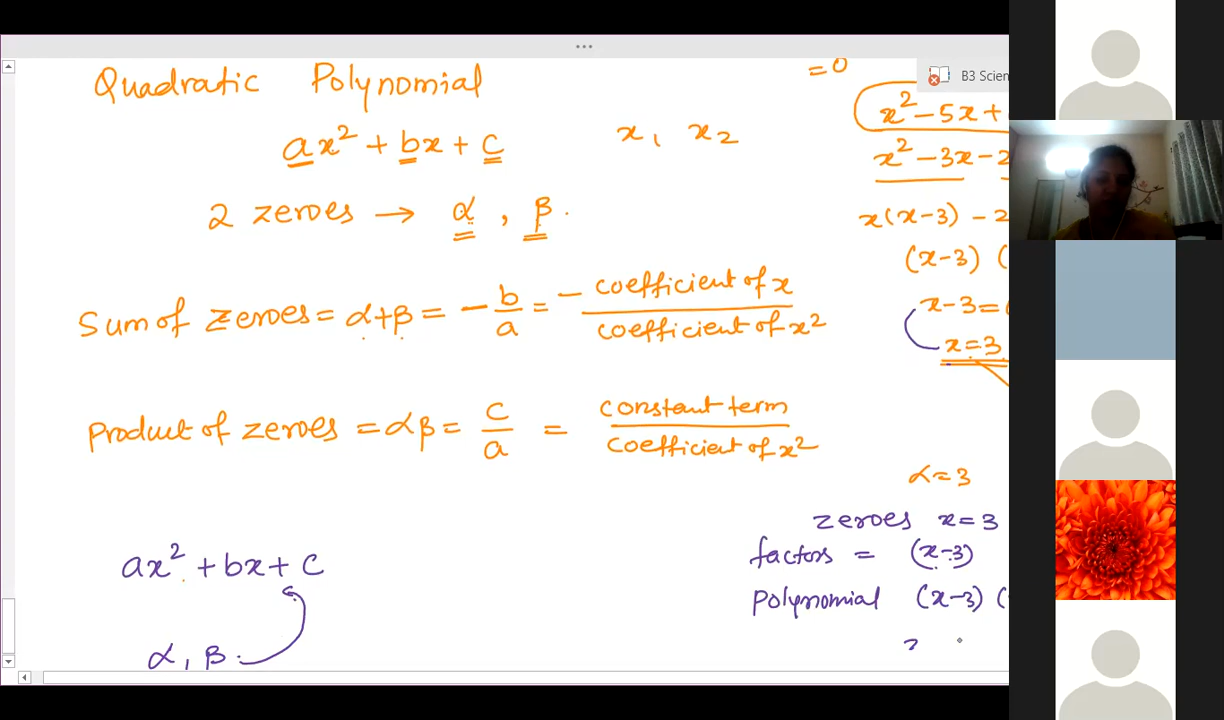 Quadratic Polynomial
ax² + bx + c
x₁ x₂
2 zeroes → α , β .
Sum of zeroes = α+β = - b/a = - coefficient of x / coefficient of x²
Product of zeroes = αβ = c/a = constant term / coefficient of x²
ax² + bx + c
α , β .
= 0
B3 Scien
x² - 5x +
x² - 3x - 2
x(x-3) - 2
(x-3) (
x-3 =
x = 3
α = 3
zeroes x = 3
factors = (x-3)
Polynomial (x-3) (